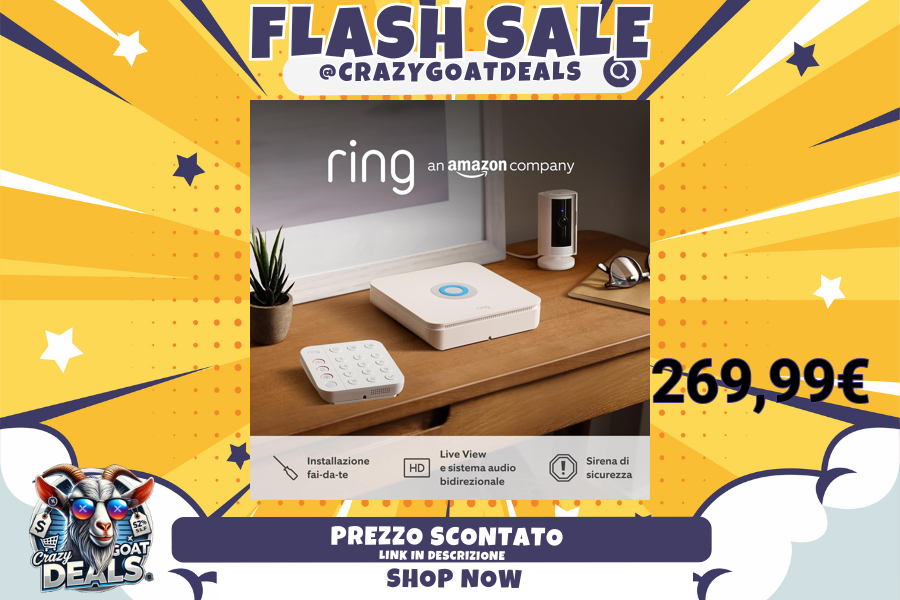 FLASH SALE
@CRAZYGOATDEALS
ring an amazon company
ring
269,99€
Installazione
fai-da-te
HD
Live View
e sistema audio
bidirezionale
Sirena di
sicurezza
$
Crazy
GOAT
DEALS
PREZZO SCONTATO
LINK IN DESCRIZIONE
SHOP NOW